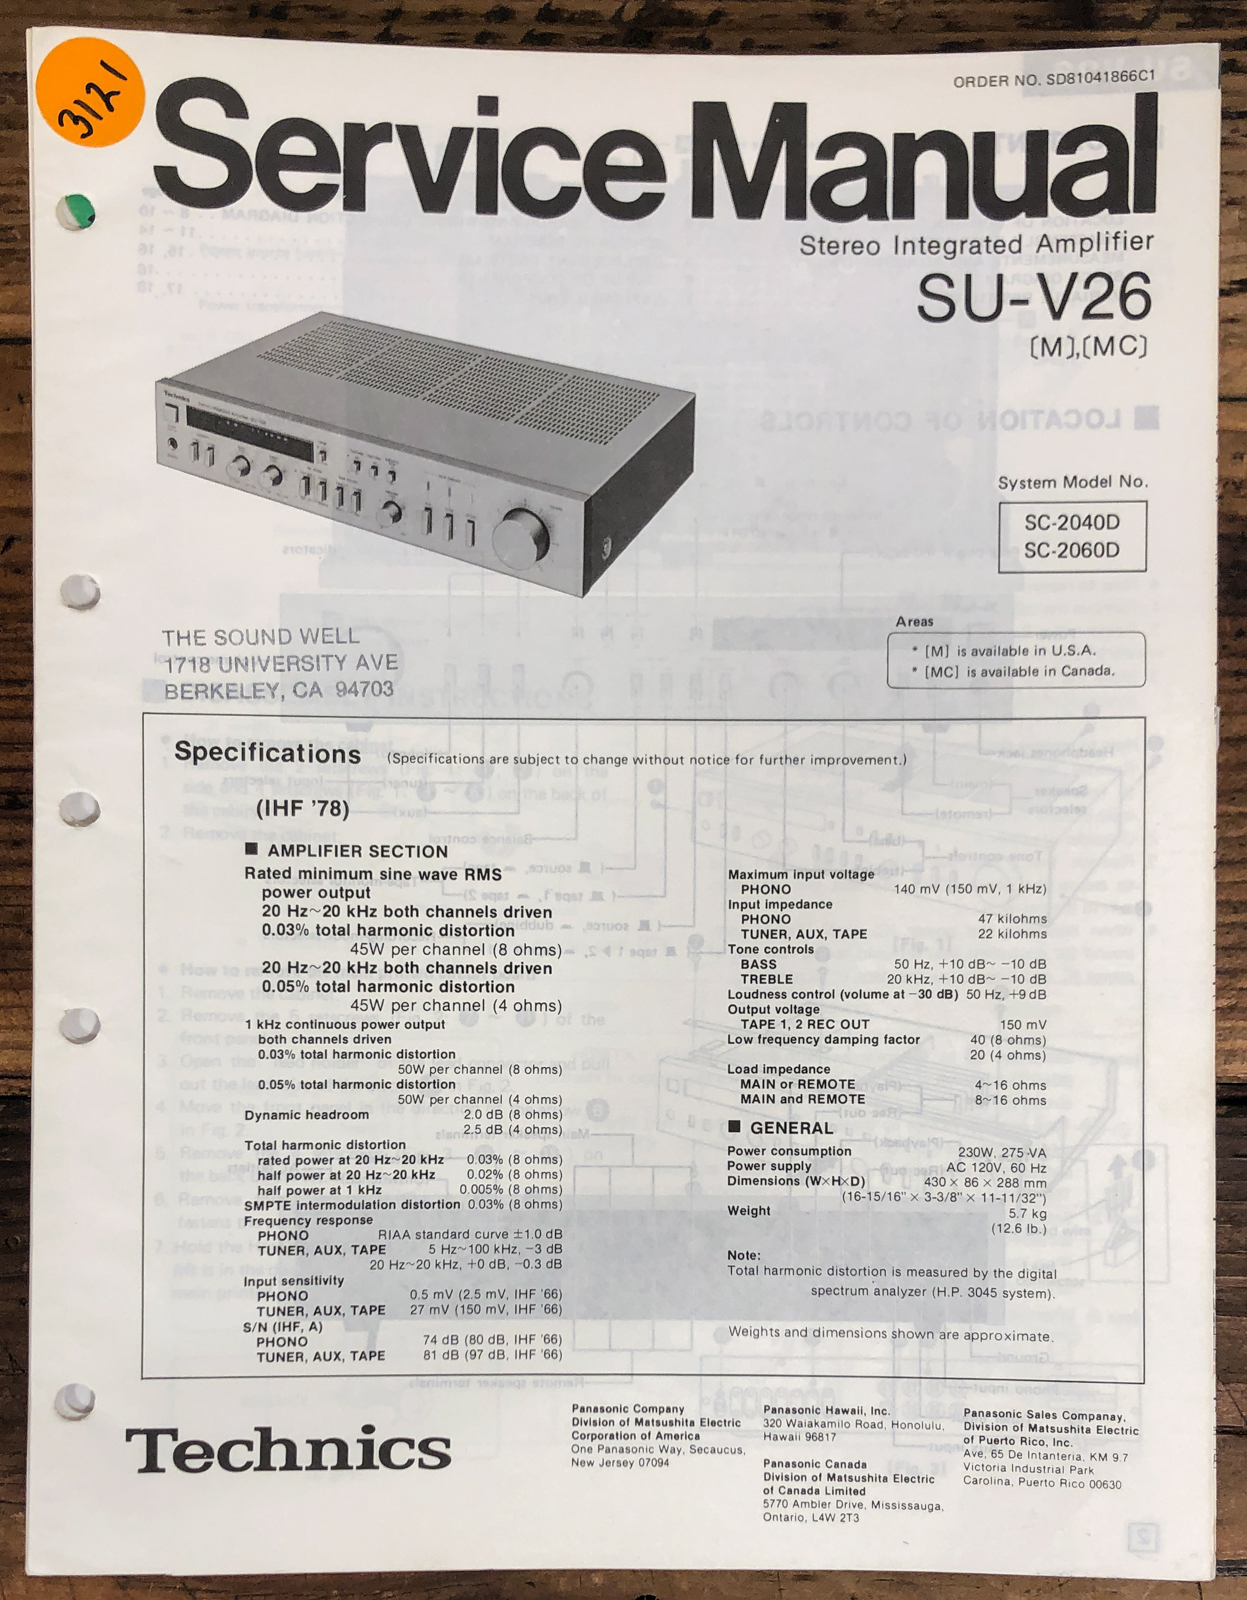 3121
ORDER NO. SD81041866C1
Service Manual
Stereo Integrated Amplifier
SU-V26
[M],[MC]
Technics
System Model No.
SC-2040D
SC-2060D
THE SOUND WELL
1718 UNIVERSITY AVE
BERKELEY, CA 94703
Areas
* [M] is available in U.S.A.
* [MC] is available in Canada.
Specifications (Specifications are subject to change without notice for further improvement.)
(IHF '78)
■ AMPLIFIER SECTION
Rated minimum sine wave RMS
power output
20 Hz~20 kHz both channels driven
0.03% total harmonic distortion
45W per channel (8 ohms)
20 Hz~20 kHz both channels driven
0.05% total harmonic distortion
45W per channel (4 ohms)
1 kHz continuous power output
both channels driven
0.03% total harmonic distortion
50W per channel (8 ohms)
0.05% total harmonic distortion
50W per channel (4 ohms)
Dynamic headroom 2.0 dB (8 ohms)
2.5 dB (4 ohms)
Total harmonic distortion
rated power at 20 Hz~20 kHz 0.03% (8 ohms)
half power at 20 Hz~20 kHz 0.02% (8 ohms)
half power at 1 kHz 0.005% (8 ohms)
SMPTE intermodulation distortion 0.03% (8 ohms)
Frequency response
PHONO RIAA standard curve ±1.0 dB
TUNER, AUX, TAPE 5 Hz~100 kHz, −3 dB
20 Hz~20 kHz, +0 dB, −0.3 dB
Input sensitivity
PHONO 0.5 mV (2.5 mV, IHF '66)
TUNER, AUX, TAPE 27 mV (150 mV, IHF '66)
S/N (IHF, A)
PHONO 74 dB (80 dB, IHF '66)
TUNER, AUX, TAPE 81 dB (97 dB, IHF '66)
Maximum input voltage
PHONO 140 mV (150 mV, 1 kHz)
Input impedance
PHONO 47 kilohms
TUNER, AUX, TAPE 22 kilohms
Tone controls
BASS 50 Hz, +10 dB~ −10 dB
TREBLE 20 kHz, +10 dB~ −10 dB
Loudness control (volume at −30 dB) 50 Hz, +9 dB
Output voltage
TAPE 1, 2 REC OUT 150 mV
Low frequency damping factor 40 (8 ohms)
20 (4 ohms)
Load impedance
MAIN or REMOTE 4~16 ohms
MAIN and REMOTE 8~16 ohms
■ GENERAL
Power consumption 230W, 275 VA
Power supply AC 120V, 60 Hz
Dimensions (W×H×D) 430 × 86 × 288 mm
(16-15/16" × 3-3/8" × 11-11/32")
Weight 5.7 kg
(12.6 lb.)
Note:
Total harmonic distortion is measured by the digital
spectrum analyzer (H.P. 3045 system).
Weights and dimensions shown are approximate.
Technics
Panasonic Company
Division of Matsushita Electric
Corporation of America
One Panasonic Way, Secaucus,
New Jersey 07094
Panasonic Hawaii, Inc.
320 Waiakamilo Road, Honolulu,
Hawaii 96817
Panasonic Canada
Division of Matsushita Electric
of Canada Limited
5770 Ambler Drive, Mississauga,
Ontario, L4W 2T3
Panasonic Sales Companay,
Division of Matsushita Electric
of Puerto Rico, Inc.
Ave, 65 De Intanteria, KM 9.7
Victoria Industrial Park
Carolina, Puerto Rico 00630